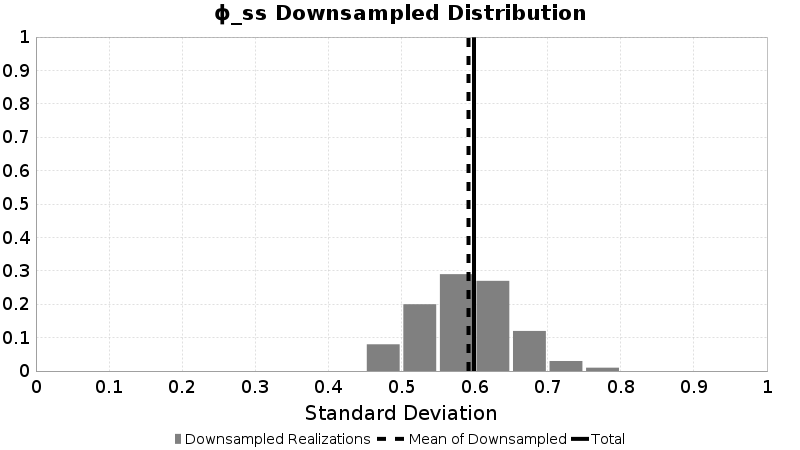 ϕ_ss Downsampled Distribution
1
0.9
0.8
0.7
0.6
0.5
0.4
0.3
0.2
0.1
0
0 0.1 0.2 0.3 0.4 0.5 0.6 0.7 0.8 0.9 1
Standard Deviation
Downsampled Realizations Mean of Downsampled Total